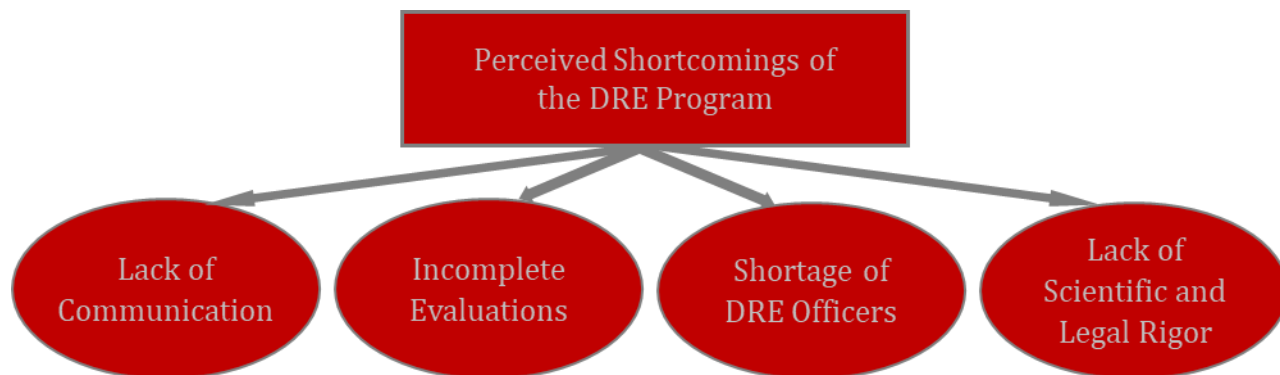 Perceived Shortcomings of
the DRE Program
Lack of
Communication
Incomplete
Evaluations
Shortage of
DRE Officers
Lack of
Scientific and
Legal Rigor